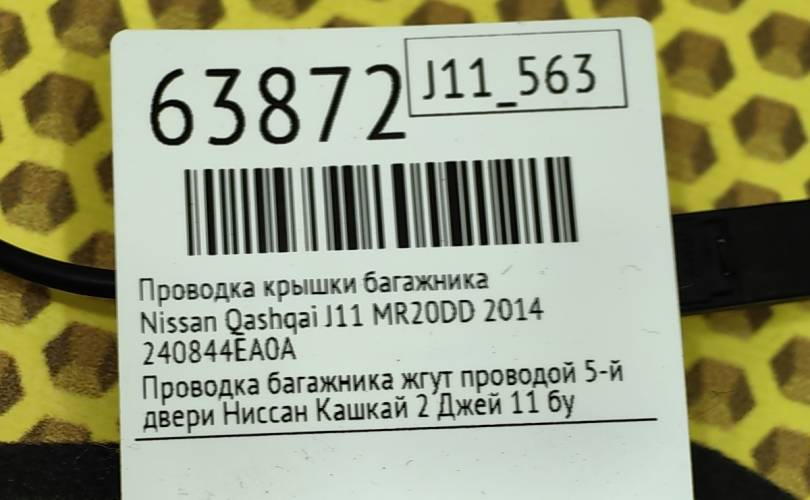 63872
J11_563
Проводка крышки багажника
Nissan Qashqai J11 MR20DD 2014
240844EA0A
Проводка багажника жгут проводой 5-й
двери Ниссан Кашкай 2 Джей 11 бу